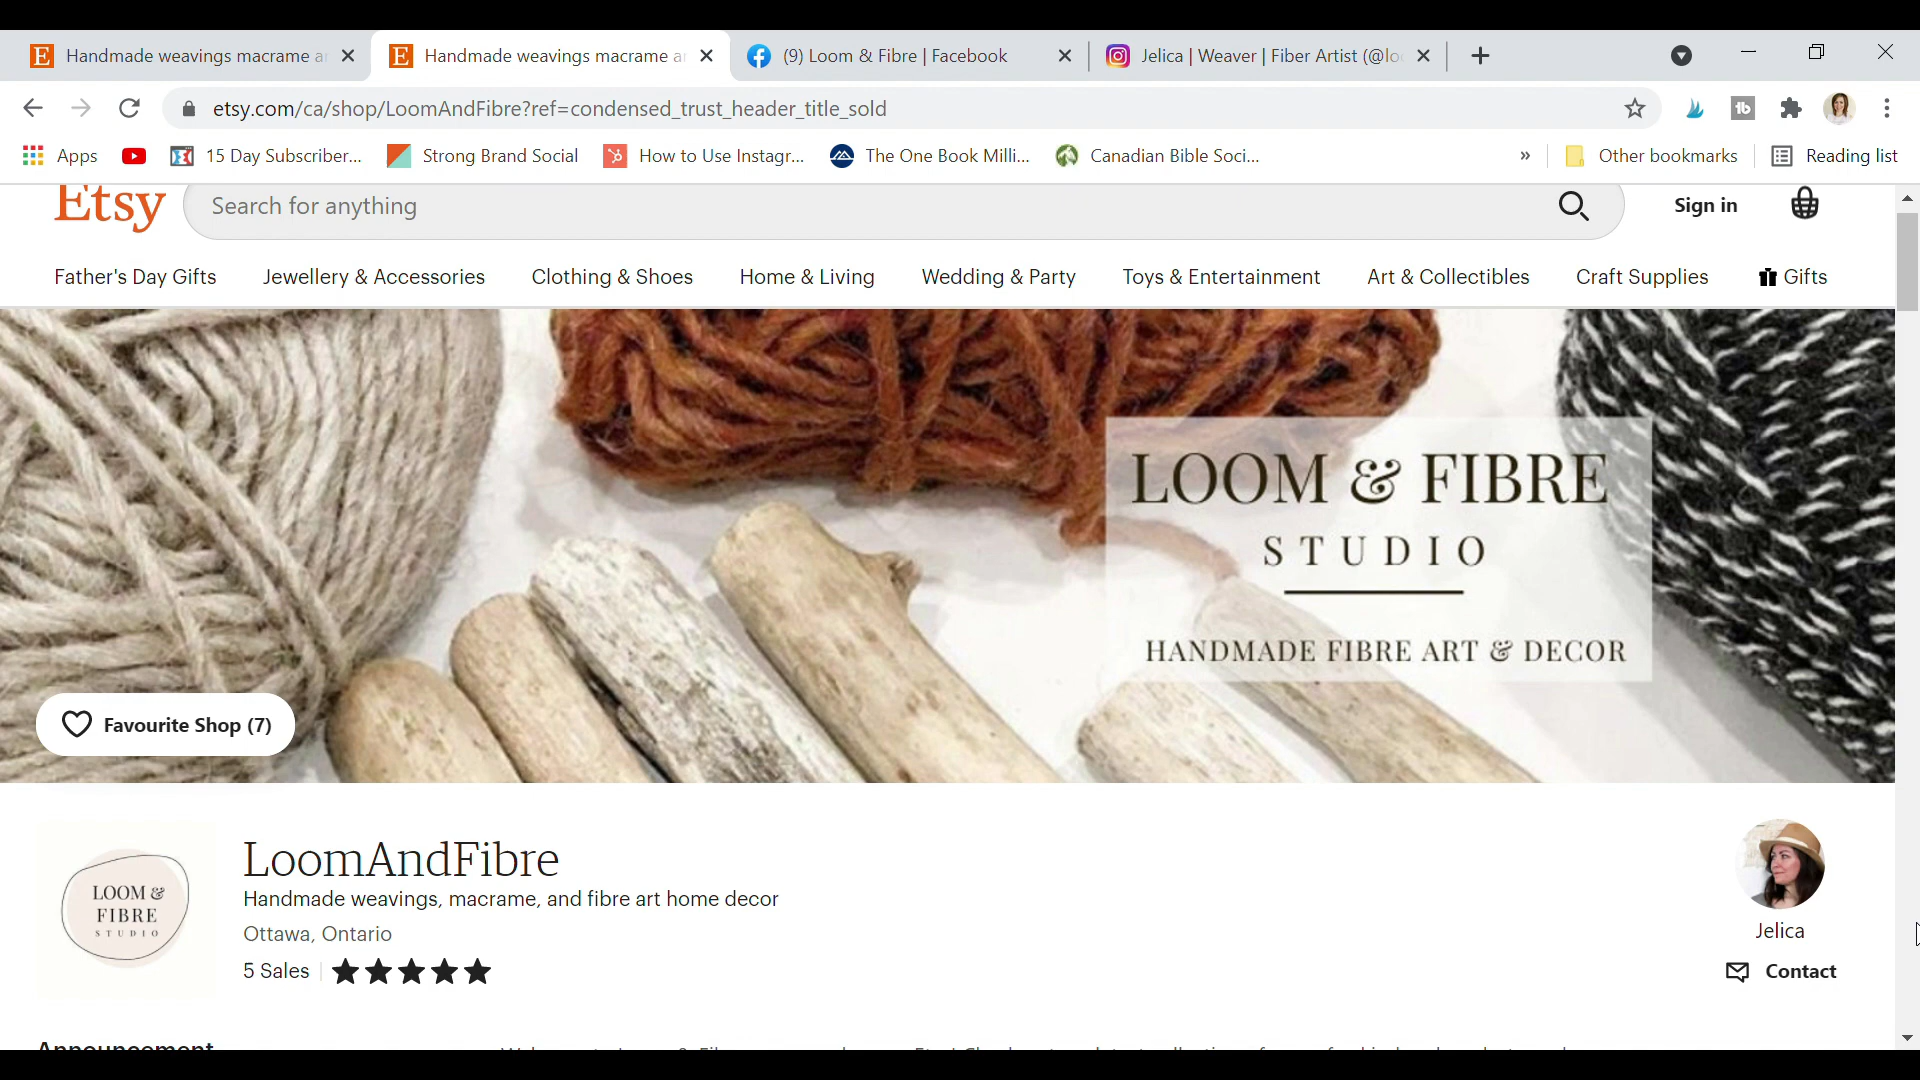 Handmade weavings macrame ar
Handmade weavings macrame ar
(9) Loom & Fibre | Facebook
Jelica | Weaver | Fiber Artist (@loo
etsy.com/ca/shop/LoomAndFibre?ref=condensed_trust_header_title_sold
Apps
15 Day Subscriber...
Strong Brand Social
How to Use Instagr...
The One Book Milli...
Canadian Bible Soci...
»
Other bookmarks
Reading list
Etsy
Search for anything
Sign in
Father's Day Gifts
Jewellery & Accessories
Clothing & Shoes
Home & Living
Wedding & Party
Toys & Entertainment
Art & Collectibles
Craft Supplies
Gifts
LOOM & FIBRE
STUDIO
HANDMADE FIBRE ART & DECOR
Favourite Shop (7)
LOOM &
FIBRE
STUDIO
LoomAndFibre
Handmade weavings, macrame, and fibre art home decor
Ottawa, Ontario
5 Sales
Jelica
Contact
Announcement